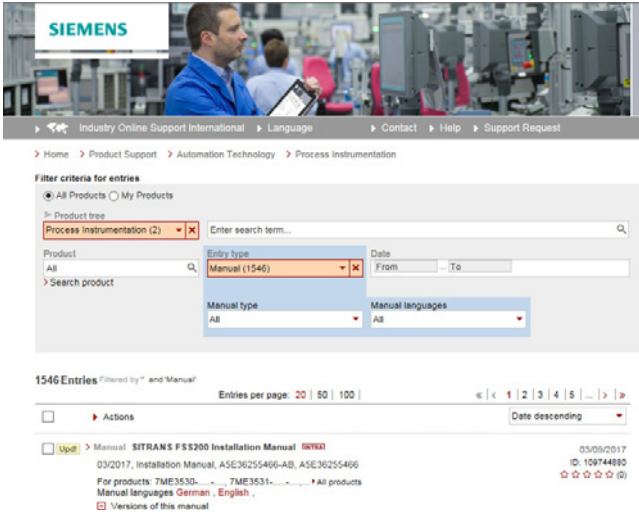 SIEMENS
Industry Online Support International Language Contact Help Support Request
> Home > Product Support > Automation Technology > Process Instrumentation
Filter criteria for entries
All Products My Products
Product tree
Process Instrumentation (2) Enter search term...
Product Entry type Date
All Manual (1546) From ... To
> Search product
Manual type Manual languages
All All
1546 Entries Filtered by " and 'Manual'
Entries per page: 20 | 50 | 100 |
« | < 1 | 2 | 3 | 4 | 5 | ... | > | »
Actions Date descending
Updt > Manual SITRANS FSS200 Installation Manual INTRA 03/09/2017
03/2017, Installation Manual, A5E36255466-AB, A5E36255466 ID: 109744880
(0)
For products: 7ME3530-.....-...., 7ME3531-.....-...., ... All products
Manual languages German , English ,
Versions of this manual